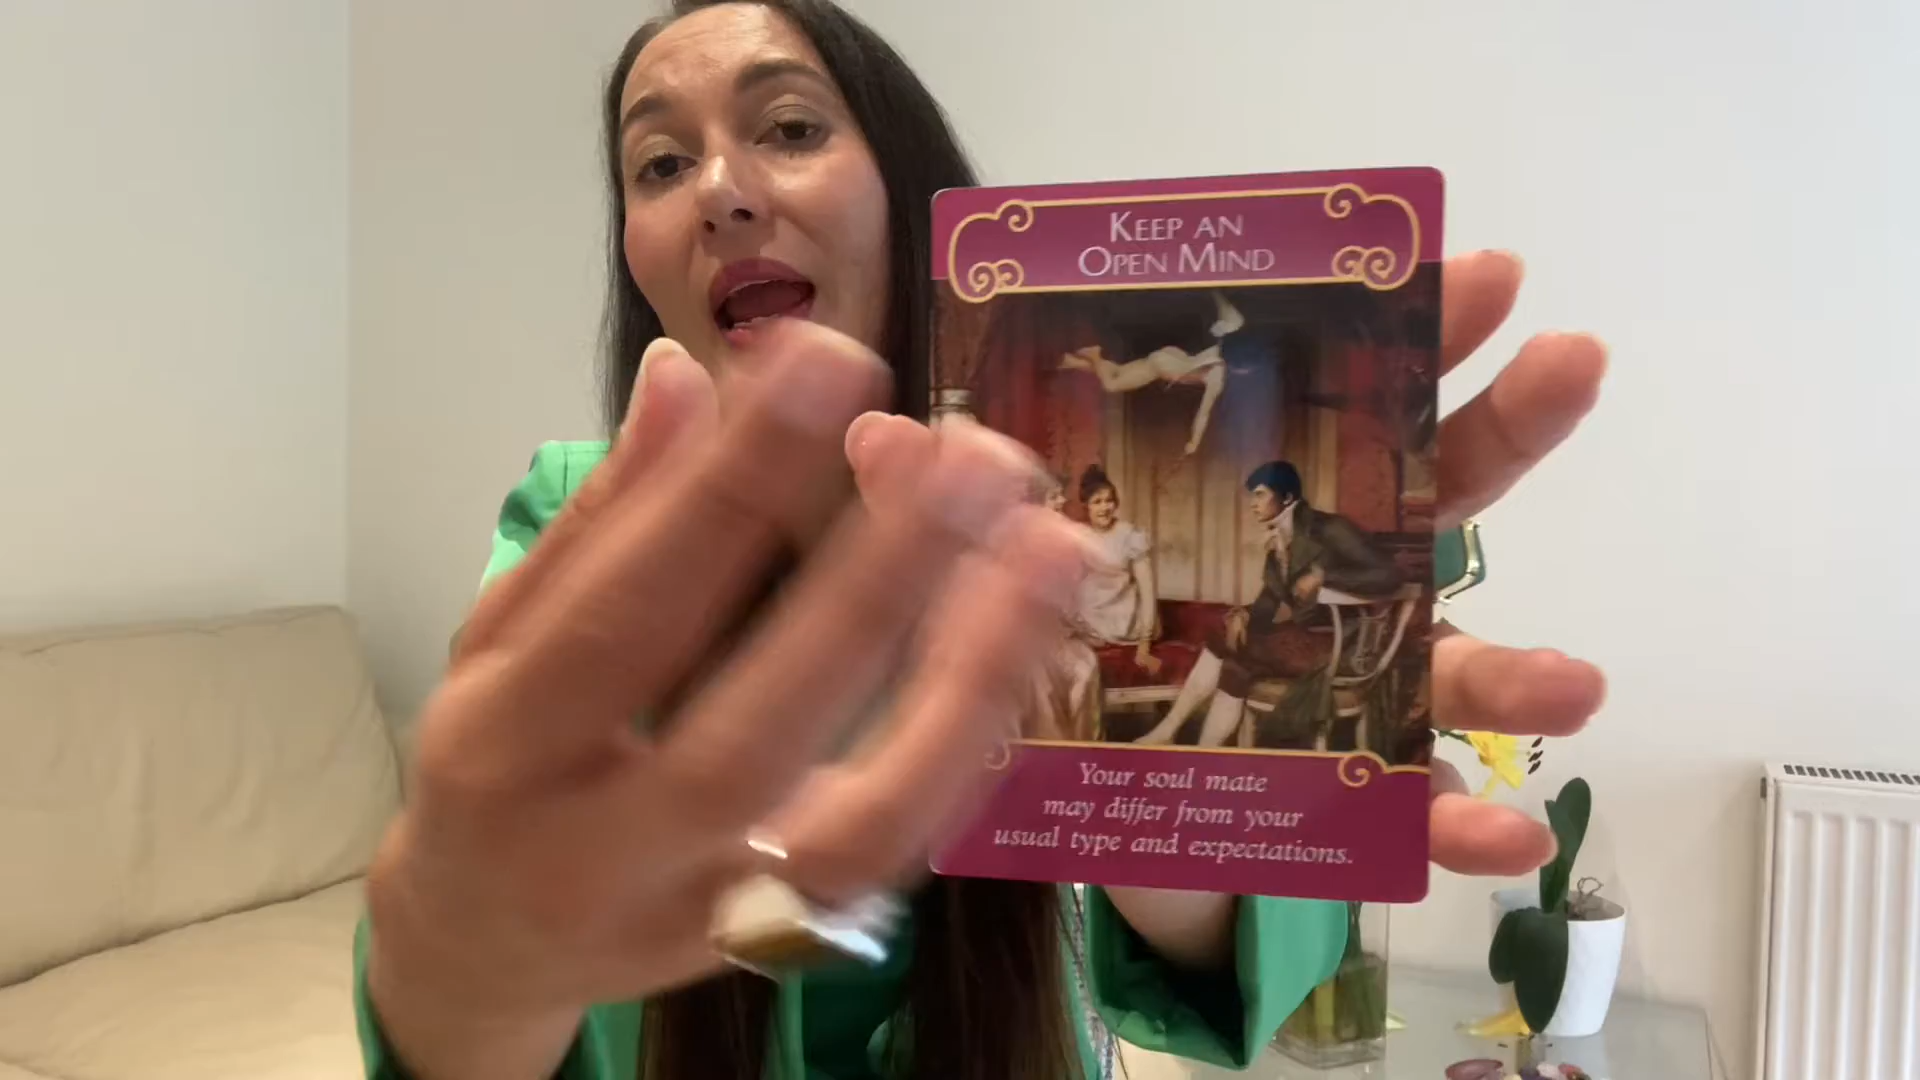 KEEP AN
OPEN MIND
Your soul mate
may differ from your
usual type and expectations.